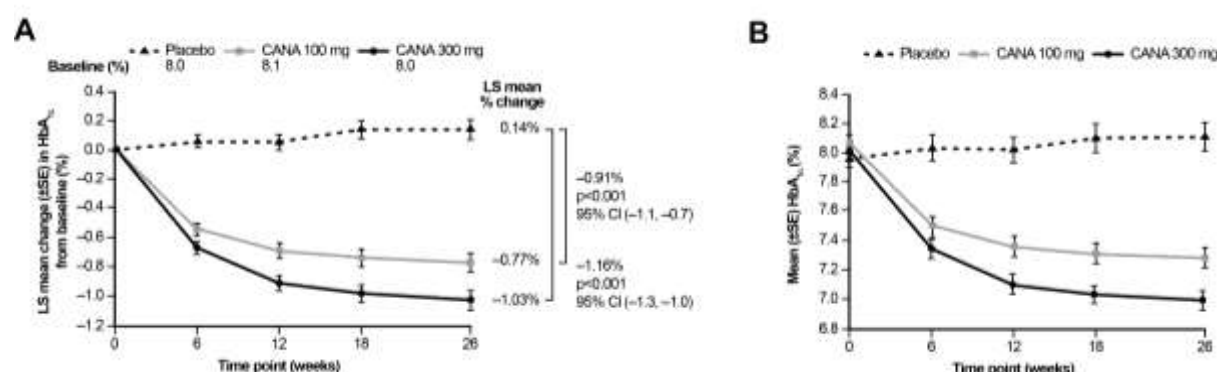 A
Placebo CANA 100 mg CANA 300 mg
Baseline (%) 8.0 8.1 8.0
LS mean
% change
0.4
0.2
0.0
–0.2
–0.4
–0.6
–0.8
–1.0
–1.2
LS mean change (±SE) in HbA1c
from baseline (%)
0.14%
–0.77%
–1.03%
–0.91%
p<0.001
95% CI (–1.1, –0.7)
–1.16%
p<0.001
95% CI (–1.3, –1.0)
0 6 12 18 26
Time point (weeks)
B
Placebo CANA 100 mg CANA 300 mg
8.4
8.2
8.0
7.8
7.6
7.4
7.2
7.0
6.8
Mean (±SE) HbA1c (%)
0 6 12 18 26
Time point (weeks)